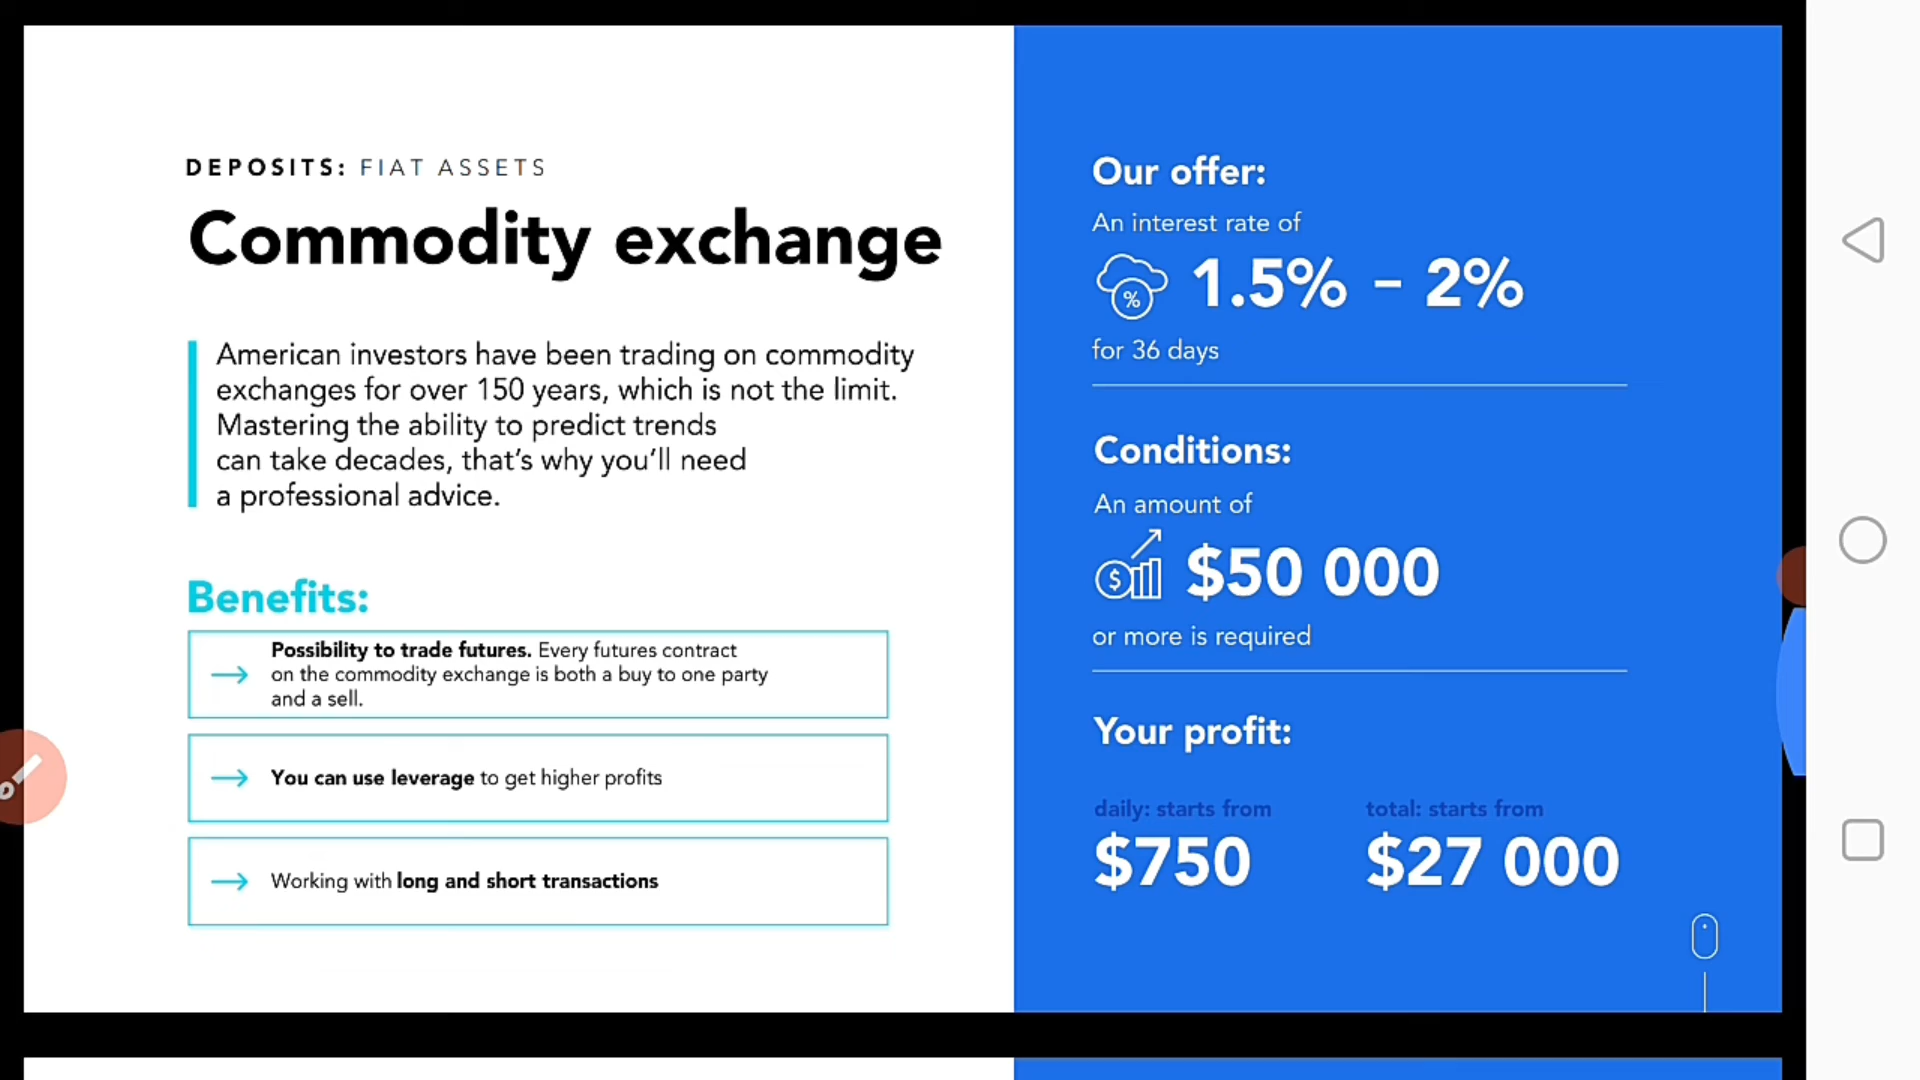 DEPOSITS: FIAT ASSETS
Commodity exchange
American investors have been trading on commodity
exchanges for over 150 years, which is not the limit.
Mastering the ability to predict trends
can take decades, that's why you'll need
a professional advice.
Benefits:
Possibility to trade futures. Every futures contract
on the commodity exchange is both a buy to one party
and a sell.
You can use leverage to get higher profits
Working with long and short transactions
Our offer:
An interest rate of
% 1.5% – 2%
for 36 days
Conditions:
An amount of
$ $50 000
or more is required
Your profit:
daily: starts from
$750
total: starts from
$27 000